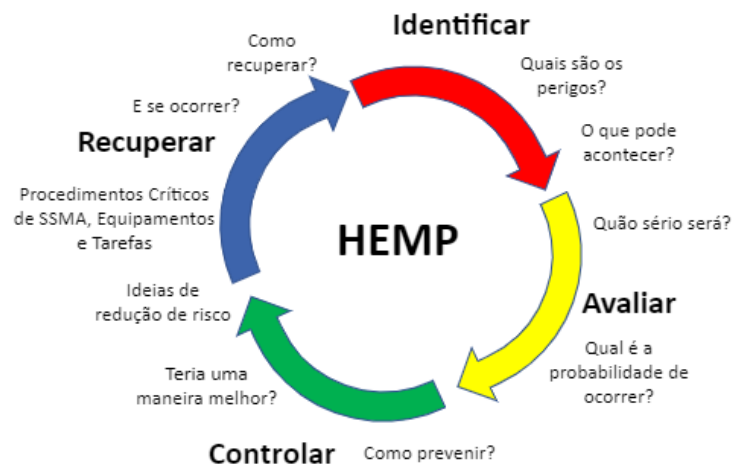 Identificar
Quais são os
perigos?
O que pode
acontecer?
Quão sério será?
Avaliar
Qual é a
probabilidade de
ocorrer?
Como prevenir?
Controlar
Teria uma
maneira melhor?
Ideias de
redução de risco
Procedimentos Críticos
de SSMA, Equipamentos
e Tarefas
Recuperar
E se ocorrer?
Como
recuperar?
HEMP